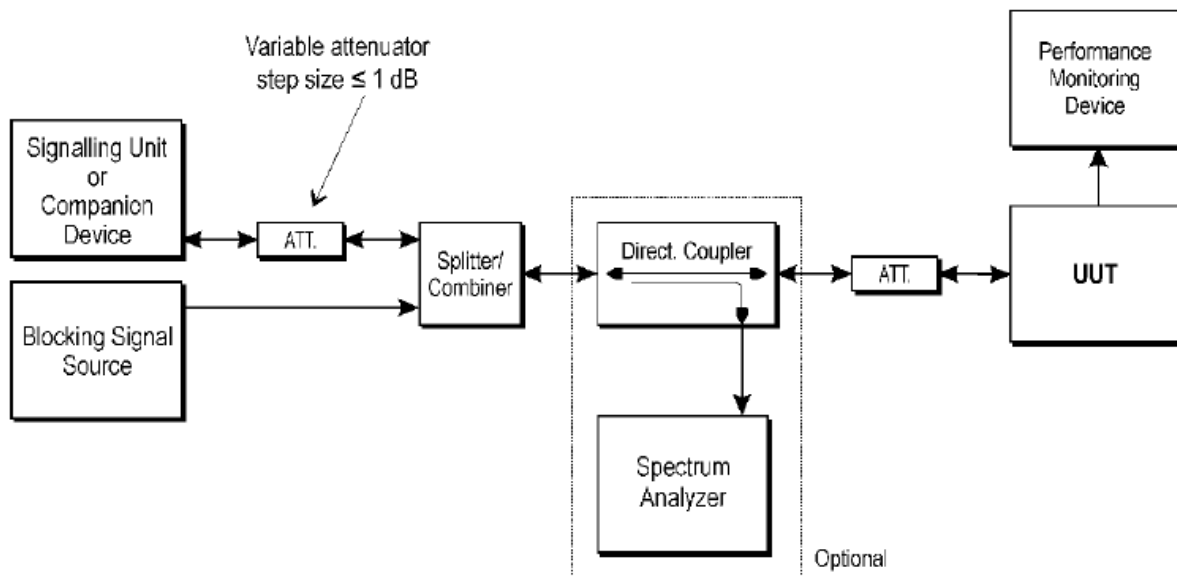 Variable attenuator
step size ≤ 1 dB
Performance
Monitoring
Device
Signalling Unit
or
Companion
Device
ATT.
Splitter/
Combiner
Direct. Coupler
ATT.
UUT
Blocking Signal
Source
Spectrum
Analyzer
Optional